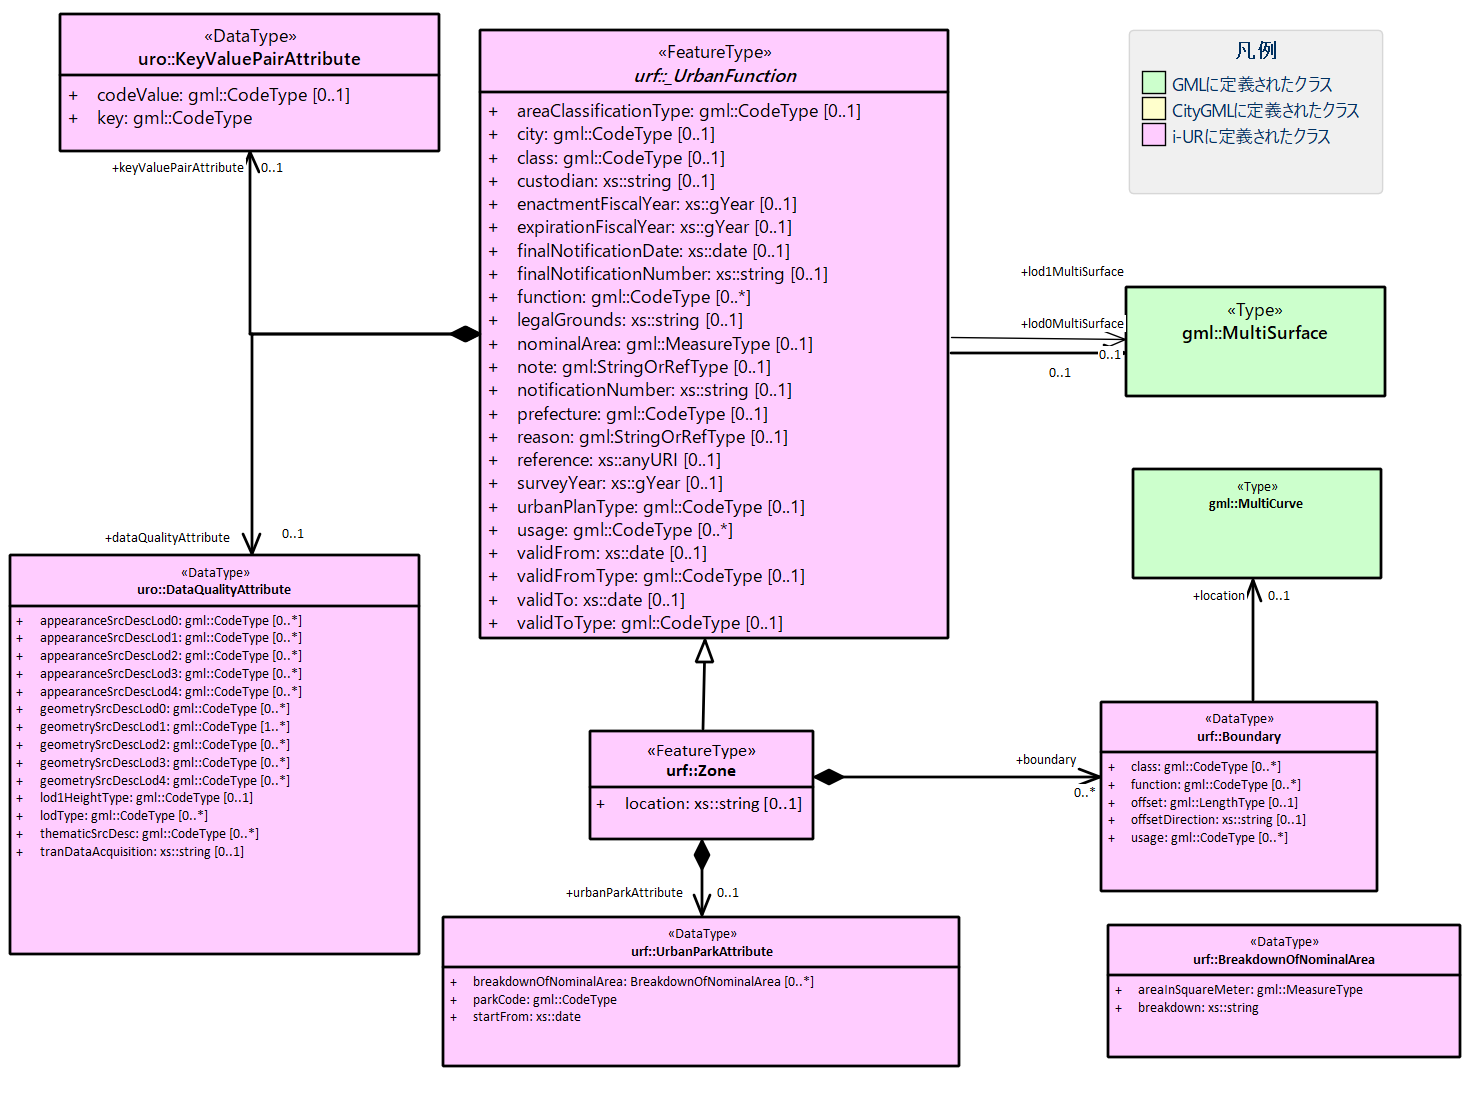 «DataType»
uro::KeyValuePairAttribute
+ codeValue: gml::CodeType [0..1]
+ key: gml::CodeType
+keyValuePairAttribute
0..1
«FeatureType»
urf::_UrbanFunction
+ areaClassificationType: gml::CodeType [0..1]
+ city: gml::CodeType [0..1]
+ class: gml::CodeType [0..1]
+ custodian: xs::string [0..1]
+ enactmentFiscalYear: xs::gYear [0..1]
+ expirationFiscalYear: xs::gYear [0..1]
+ finalNotificationDate: xs::date [0..1]
+ finalNotificationNumber: xs::string [0..1]
+ function: gml::CodeType [0..*]
+ legalGrounds: xs::string [0..1]
+ nominalArea: gml::MeasureType [0..1]
+ note: gml:StringOrRefType [0..1]
+ notificationNumber: xs::string [0..1]
+ prefecture: gml::CodeType [0..1]
+ reason: gml:StringOrRefType [0..1]
+ reference: xs::anyURI [0..1]
+ surveyYear: xs::gYear [0..1]
+ urbanPlanType: gml::CodeType [0..1]
+ usage: gml::CodeType [0..*]
+ validFrom: xs::date [0..1]
+ validFromType: gml::CodeType [0..1]
+ validTo: xs::date [0..1]
+ validToType: gml::CodeType [0..1]
凡例
GMLに定義されたクラス
CityGMLに定義されたクラス
i-URに定義されたクラス
+lod1MultiSurface
+lod0MultiSurface
0..1
0..1
«Type»
gml::MultiSurface
«Type»
gml::MultiCurve
+location
0..1
+dataQualityAttribute
0..1
«DataType»
uro::DataQualityAttribute
+ appearanceSrcDescLod0: gml::CodeType [0..*]
+ appearanceSrcDescLod1: gml::CodeType [0..*]
+ appearanceSrcDescLod2: gml::CodeType [0..*]
+ appearanceSrcDescLod3: gml::CodeType [0..*]
+ appearanceSrcDescLod4: gml::CodeType [0..*]
+ geometrySrcDescLod0: gml::CodeType [0..*]
+ geometrySrcDescLod1: gml::CodeType [1..*]
+ geometrySrcDescLod2: gml::CodeType [0..*]
+ geometrySrcDescLod3: gml::CodeType [0..*]
+ geometrySrcDescLod4: gml::CodeType [0..*]
+ lod1HeightType: gml::CodeType [0..1]
+ lodType: gml::CodeType [0..*]
+ thematicSrcDesc: gml::CodeType [0..*]
+ tranDataAcquisition: xs::string [0..1]
«FeatureType»
urf::Zone
+ location: xs::string [0..1]
+boundary
0..*
«DataType»
urf::Boundary
+ class: gml::CodeType [0..*]
+ function: gml::CodeType [0..*]
+ offset: gml::LengthType [0..1]
+ offsetDirection: xs::string [0..1]
+ usage: gml::CodeType [0..*]
+urbanParkAttribute
0..1
«DataType»
urf::UrbanParkAttribute
+ breakdownOfNominalArea: BreakdownOfNominalArea [0..*]
+ parkCode: gml::CodeType
+ startFrom: xs::date
«DataType»
urf::BreakdownOfNominalArea
+ areaInSquareMeter: gml::MeasureType
+ breakdown: xs::string